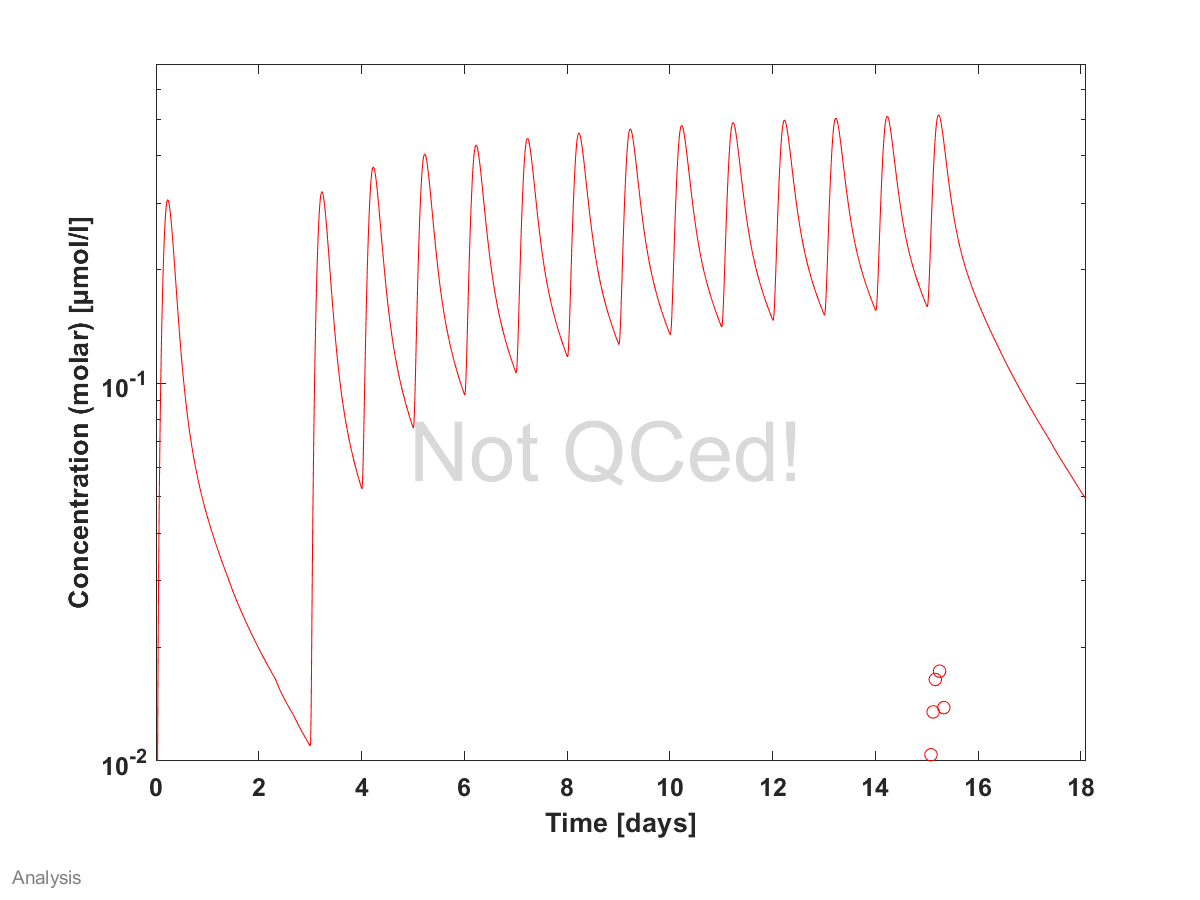 Concentration (molar) [µmol/l]
10-1
10-2
Not QCed!
0 2 4 6 8 10 12 14 16 18
Time [days]
Analysis